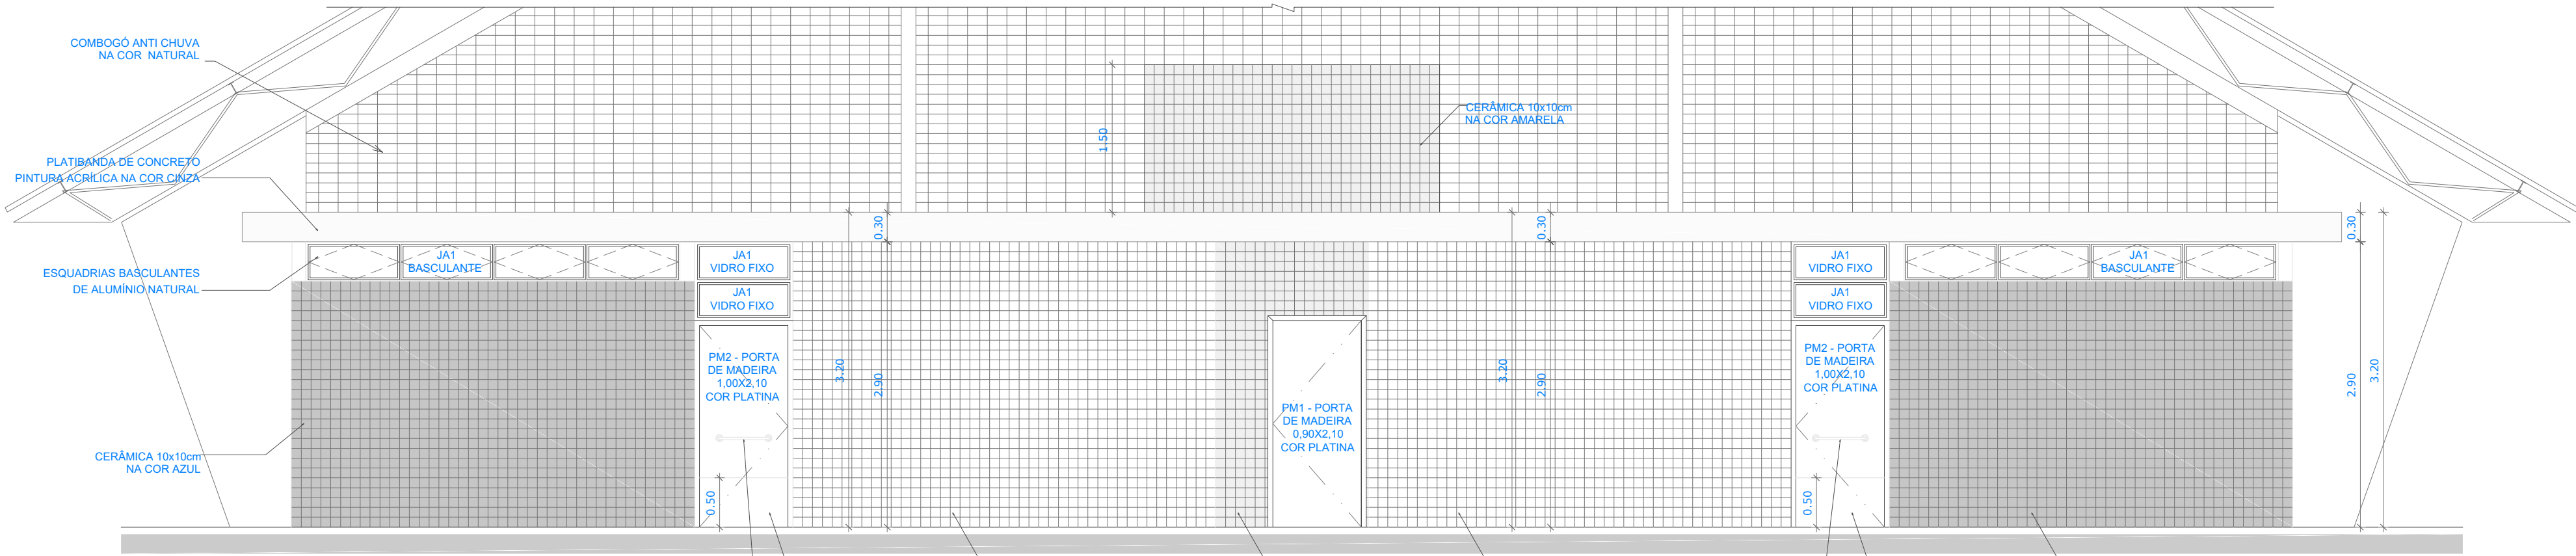 COMBOGÓ ANTI CHUVA
NA COR NATURAL
PLATIBANDA DE CONCRETO
PINTURA ACRÍLICA NA COR CINZA
ESQUADRIAS BASCULANTES
DE ALUMÍNIO NATURAL
CERÂMICA 10x10cm
NA COR AZUL
JA1
BASCULANTE
JA1
VIDRO FIXO
JA1
VIDRO FIXO
PM2 - PORTA
DE MADEIRA
1,00X2,10
COR PLATINA
0.50
3.20
0.30
2.90
1.50
CERÂMICA 10x10cm
NA COR AMARELA
PM1 - PORTA
DE MADEIRA
0,90X2,10
COR PLATINA
3.20
0.30
2.90
JA1
VIDRO FIXO
JA1
VIDRO FIXO
PM2 - PORTA
DE MADEIRA
1,00X2,10
COR PLATINA
0.50
JA1
BASCULANTE
0.30
2.90
3.20